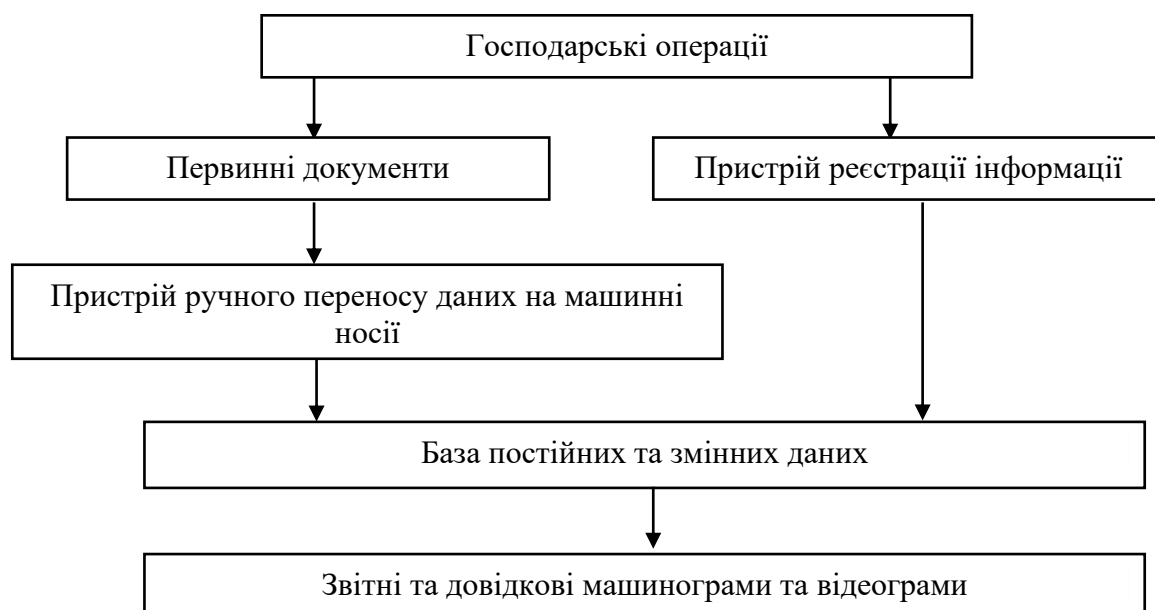 Господарські операції
Первинні документи
Пристрій реєстрації інформації
Пристрій ручного переносу даних на машинні
носії
База постійних та змінних даних
Звітні та довідкові машинограми та відеограми